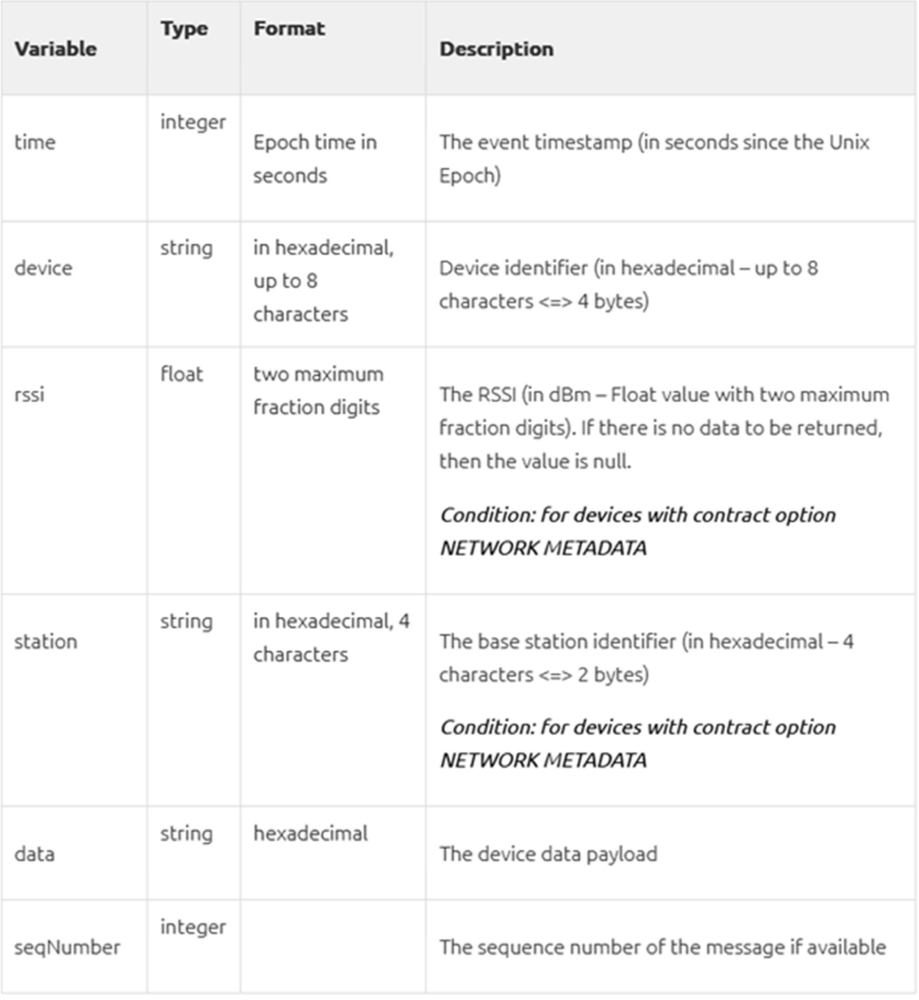 Variable
Type
Format
Description
time
integer
Epoch time in
seconds
The event timestamp (in seconds since the Unix
Epoch)
device
string
in hexadecimal,
up to 8
characters
Device identifier (in hexadecimal – up to 8
characters <=> 4 bytes)
rssi
float
two maximum
fraction digits
The RSSI (in dBm – Float value with two maximum
fraction digits). If there is no data to be returned,
then the value is null.
Condition: for devices with contract option
NETWORK METADATA
station
string
in hexadecimal, 4
characters
The base station identifier (in hexadecimal – 4
characters <=> 2 bytes)
Condition: for devices with contract option
NETWORK METADATA
data
string
hexadecimal
The device data payload
seqNumber
integer
The sequence number of the message if available